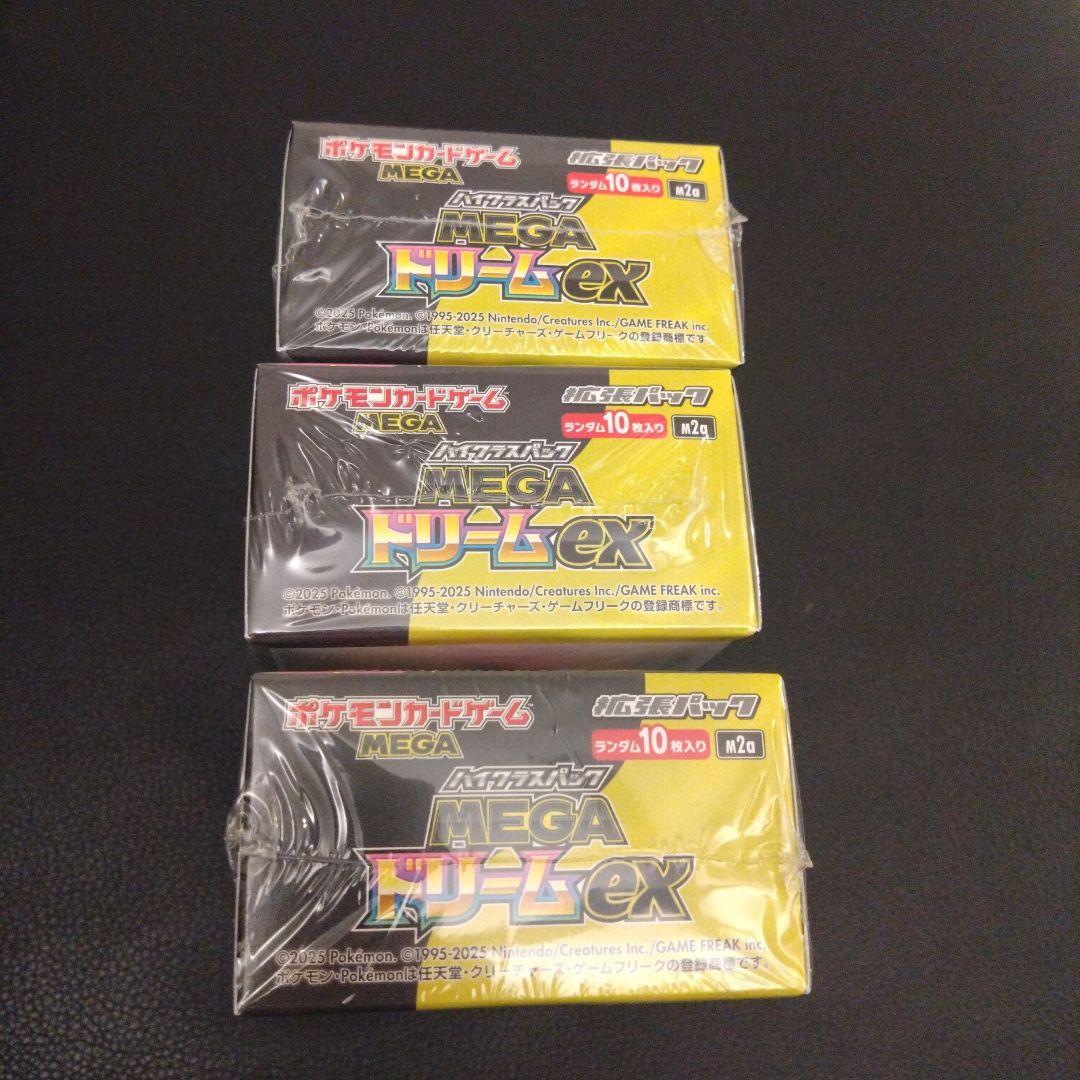 ポケモンカードゲーム
MEGA
拡張パック
ランダム10枚入り M2a
ハイクラスパック
MEGA
ドリームex
©2025 Pokémon. ©1995-2025 Nintendo/Creatures Inc./GAME FREAK inc.
ポケモン・Pokémonは任天堂・クリーチャーズ・ゲームフリークの登録商標です
ポケモンカードゲーム
MEGA
拡張パック
ランダム10枚入り M2a
ハイクラスパック
MEGA
ドリームex
©2025 Pokémon. ©1995-2025 Nintendo/Creatures Inc./GAME FREAK inc.
ポケモン・Pokémonは任天堂・クリーチャーズ・ゲームフリークの登録商標です。
ポケモンカードゲーム
MEGA
拡張パック
ランダム10枚入り M2a
ハイクラスパック
MEGA
ドリームex
©2025 Pokémon. ©1995-2025 Nintendo/Creatures Inc./GAME FREAK inc.
ポケモン・Pokémonは任天堂・クリーチャーズ・ゲームフリークの登録商標です。